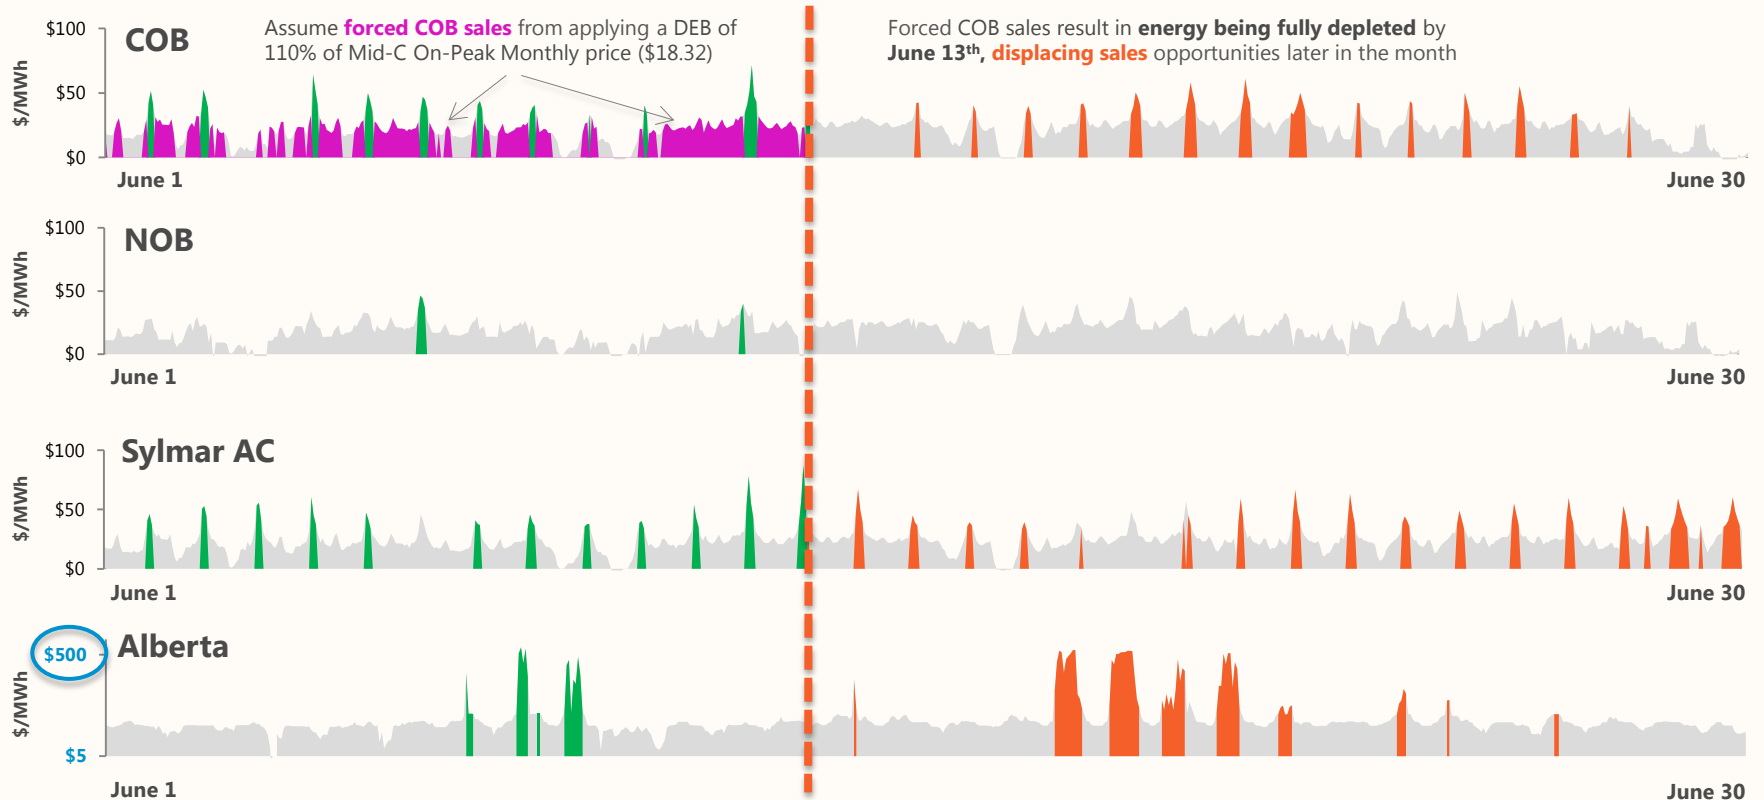 Assume forced COB sales from applying a DEB of
110% of Mid-C On-Peak Monthly price ($18.32)
Forced COB sales result in energy being fully depleted by
June 13th, displacing sales opportunities later in the month
COB
$/MWh
$100
$50
$0
June 1
June 30
NOB
$/MWh
$100
$50
$0
June 1
June 30
Sylmar AC
$/MWh
$100
$50
$0
June 1
June 30
Alberta
$/MWh
$500
$5
June 1
June 30